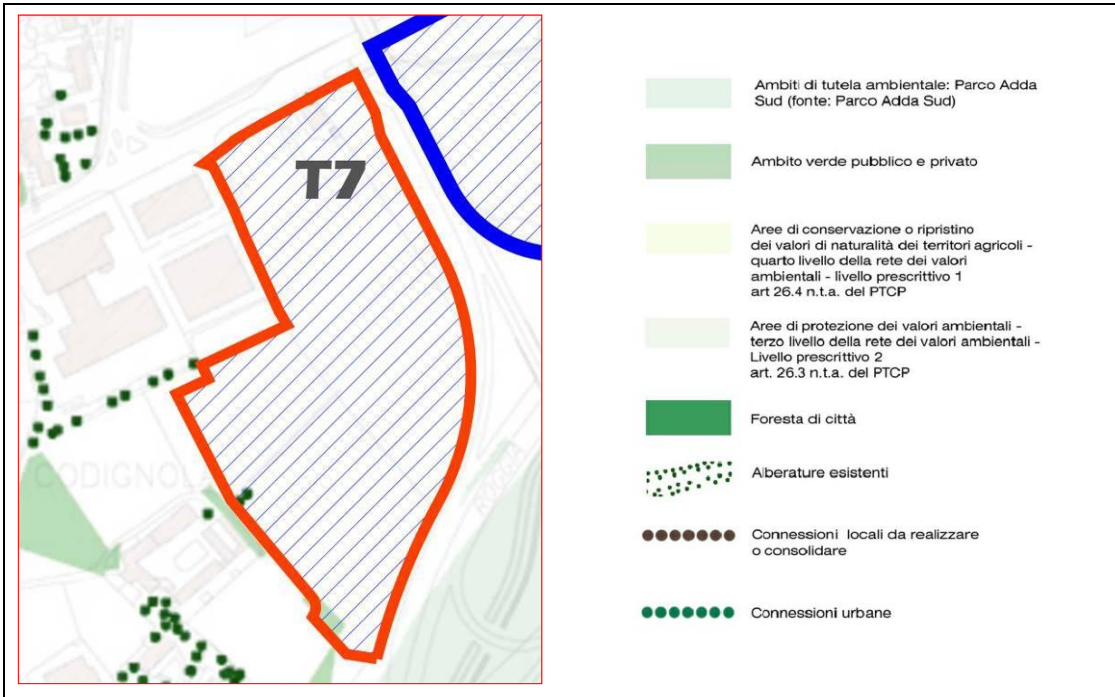 T7
CODIGNOL
ROGGA
Ambiti di tutela ambientale: Parco Adda
Sud (fonte: Parco Adda Sud)
Ambito verde pubblico e privato
Aree di conservazione o ripristino
dei valori di naturalità dei territori agricoli -
quarto livello della rete dei valori
ambientali - livello prescrittivo 1
art 26.4 n.t.a. del PTCP
Aree di protezione dei valori ambientali -
terzo livello della rete dei valori ambientali -
Livello prescrittivo 2
art. 26.3 n.t.a. del PTCP
Foresta di città
Alberature esistenti
Connessioni locali da realizzare
o consolidare
Connessioni urbane